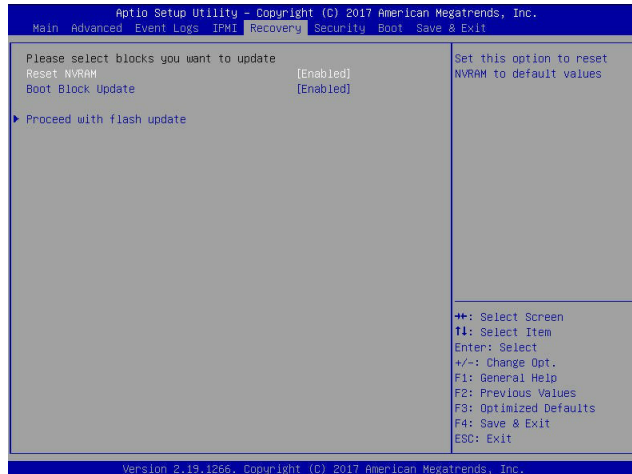 Aptio Setup Utility – Copyright (C) 2017 American Megatrends, Inc.
Main Advanced Event Logs IPMI Recovery Security Boot Save & Exit
Please select blocks you want to update
Reset NVRAM [Enabled]
Boot Block Update [Enabled]
Proceed with flash update
Set this option to reset
NVRAM to default values
→←: Select Screen
↑↓: Select Item
Enter: Select
+/-: Change Opt.
F1: General Help
F2: Previous Values
F3: Optimized Defaults
F4: Save & Exit
ESC: Exit
Version 2.19.1266. Copyright (C) 2017 American Megatrends, Inc.